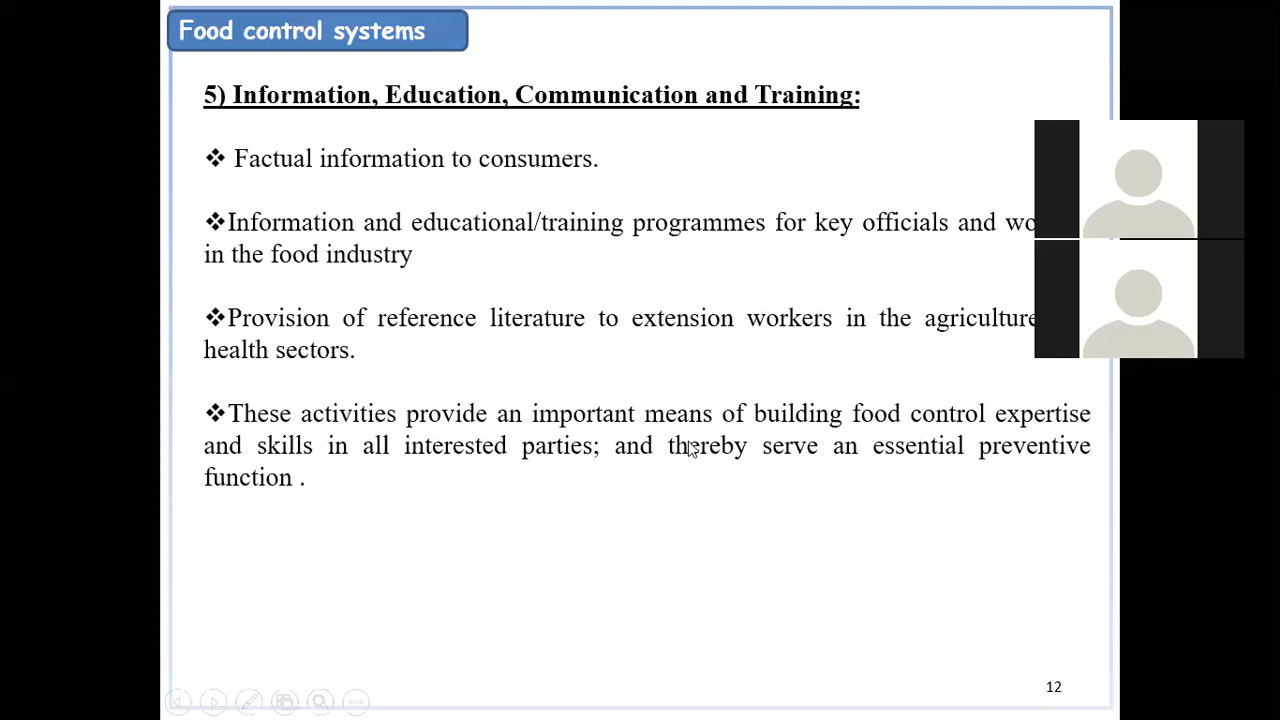 Food control systems
5) Information, Education, Communication and Training:
❖ Factual information to consumers.
❖Information and educational/training programmes for key officials and
in the food industry
❖Provision of reference literature to extension workers in the agriculture
health sectors.
❖These activities provide an important means of building food control expertise
and skills in all interested parties; and thereby serve an essential preventive
function .
12